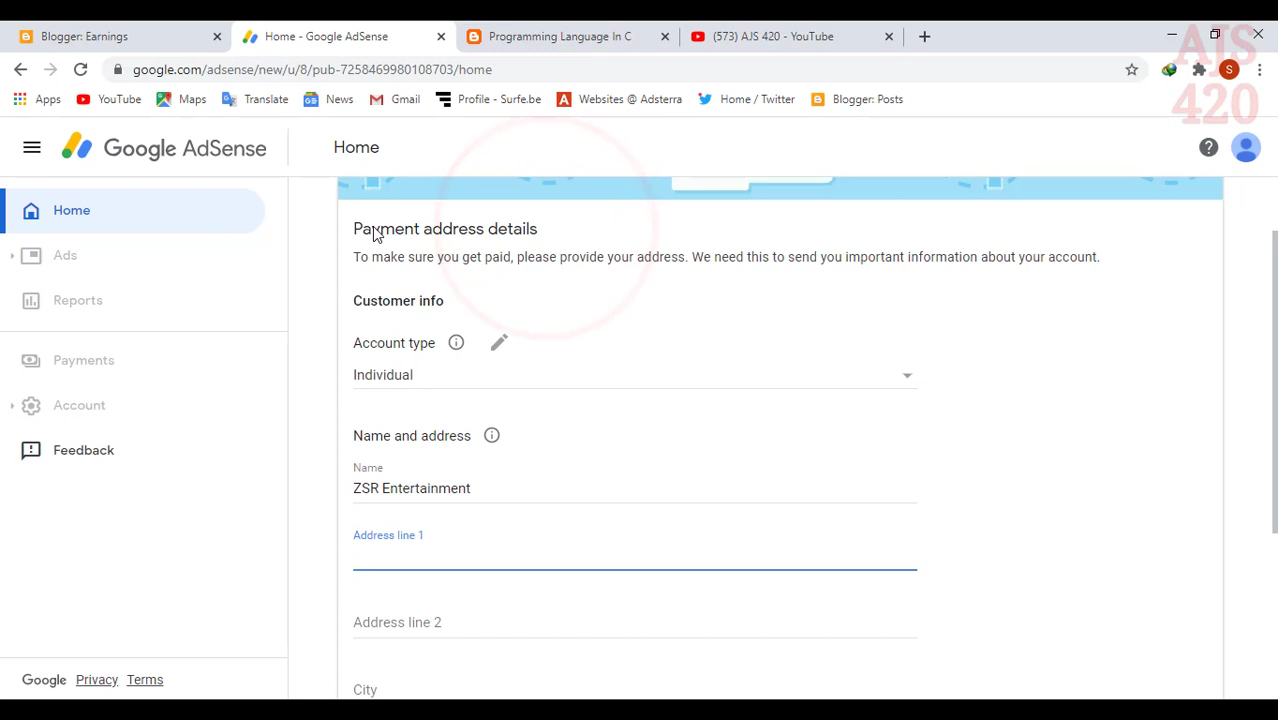 Blogger: Earnings
Home - Google AdSense
Programming Language In C
(573) AJS 420 - YouTube
AJS
420
google.com/adsense/new/u/8/pub-7258469980108703/home
S
Apps
YouTube
Maps
Translate
News
Gmail
Profile - Surfe.be
Websites @ Adsterra
Home / Twitter
Blogger: Posts
Google AdSense
Home
Home
Ads
Reports
Payments
Account
Feedback
Google Privacy Terms
Payment address details
To make sure you get paid, please provide your address. We need this to send you important information about your account.
Customer info
Account type
Individual
Name and address
Name
ZSR Entertainment
Address line 1
Address line 2
City